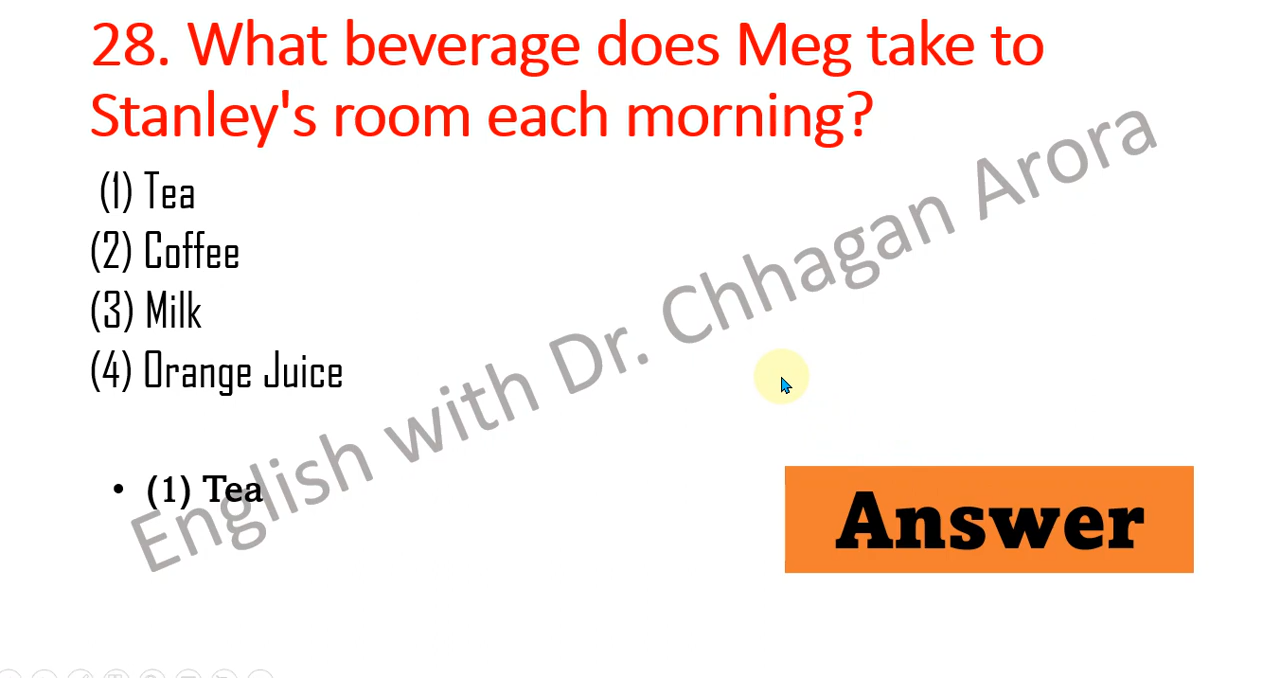 28. What beverage does Meg take to
Stanley's room each morning?
(1) Tea
(2) Coffee
(3) Milk
(4) Orange Juice
• (1) Tea
Answer
English with Dr. Chhagan Arora